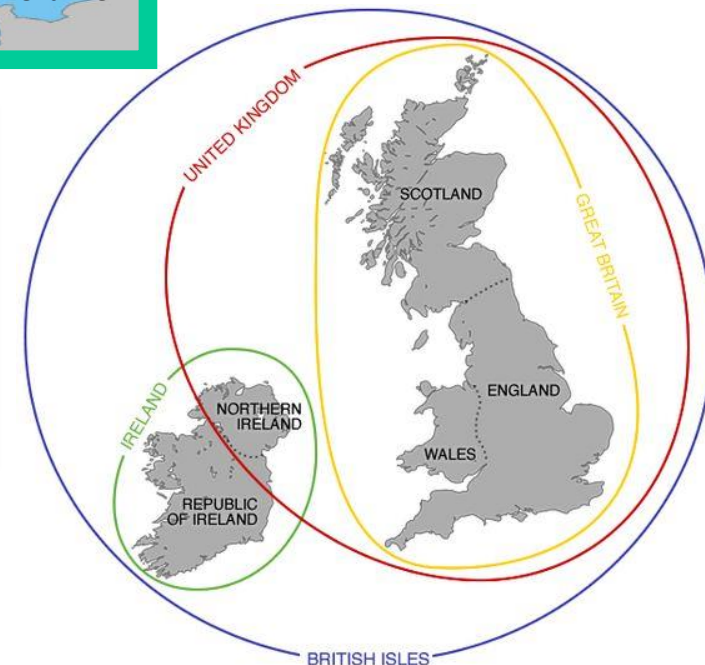 UNITED KINGDOM
SCOTLAND
GREAT BRITAIN
ENGLAND
WALES
IRELAND
NORTHERN
IRELAND
REPUBLIC
OF IRELAND
BRITISH ISLES